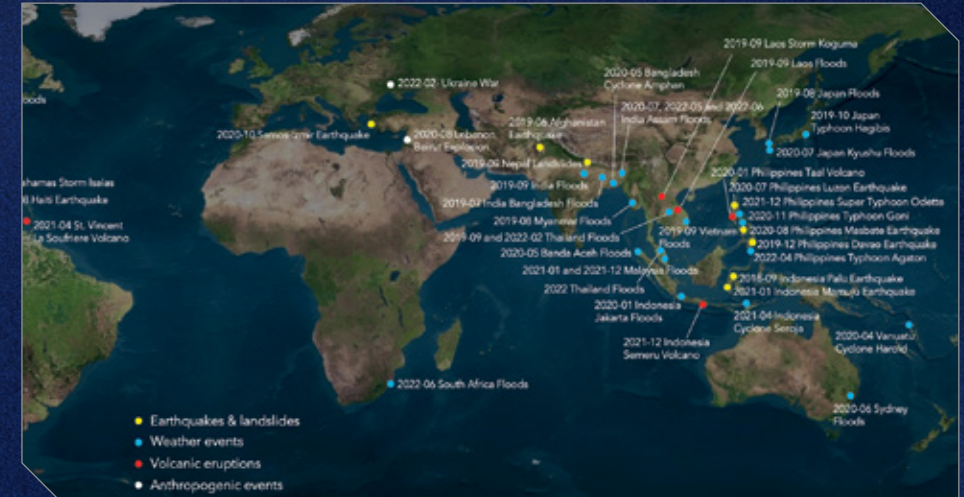 2019-09 Laos Storm Koguma
2019-09 Laos Floods
2020-05 Bangladesh
Cyclone Amphan
2022-02 Ukraine War
2019-08 Japan Floods
oods
2020-07, 2022-05 and 2022-06
India Assam Floods
2019-10 Japan
Typhoon Hagibis
2019-06 Afghanistan
Earthquake
2020-10 Samos Izmir Earthquake
2020-08 Lebanon
Beirut Explosion
2020-07 Japan Kyushu Floods
2019-09 Nepal Landslides
2020-01 Philippines Taal Volcano
2019-09 India Floods
2020-07 Philippines Luzon Earthquake
ahamas Storm Isaias
Haiti Earthquake
2021-12 Philippines Super Typhoon Odette
2019-07 India Bangladesh Floods
2020-11 Philippines Typhoon Goni
2021-04 St. Vincent
La Soufriere Volcano
2019-08 Myanmar Floods
2020-08 Philippines Masbate Earthquake
2019-09 and 2022-02 Thailand Floods
2019-09 Vietnam
Floods
2019-12 Philippines Davao Earthquake
2020-05 Banda Aceh Floods
2022-04 Philippines Typhoon Agaton
2021-01 and 2021-12 Malaysia Floods
2018-09 Indonesia Palu Earthquake
2022 Thailand Floods
2021-01 Indonesia Mamuju Earthquake
2020-01 Indonesia
Jakarta Floods
2021-04 Indonesia
Cyclone Seroja
2021-12 Indonesia
Semeru Volcano
2020-04 Vanuatu
Cyclone Harold
2022-06 South Africa Floods
2020-06 Sydney
Floods
Earthquakes & landslides
Weather events
Volcanic eruptions
Anthropogenic events